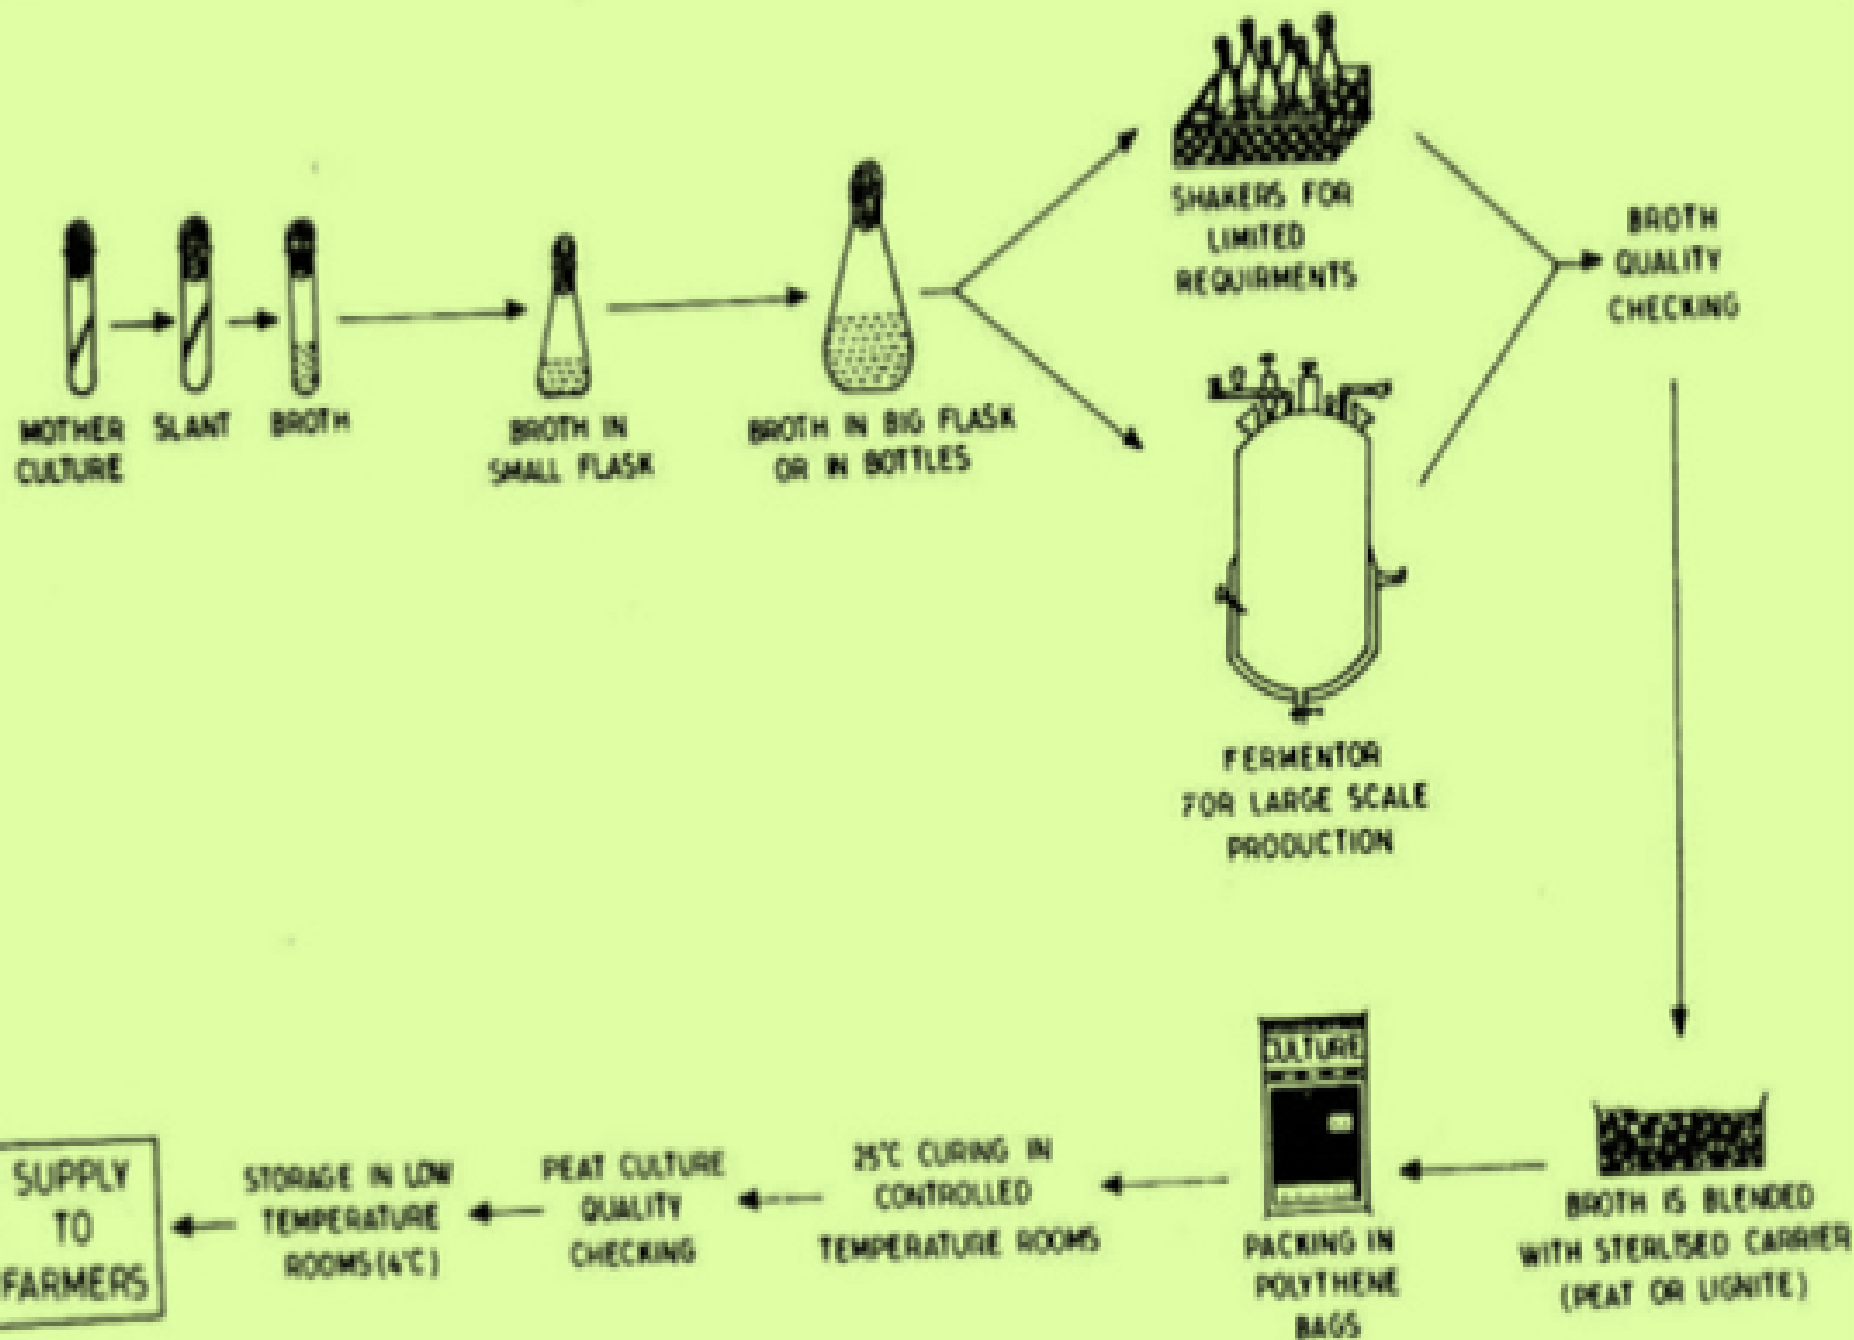 MOTHER
CULTURE
SLANT
BROTH
BROTH IN
SMALL FLASK
BROTH IN BIG FLASK
OR IN BOTTLES
SHAKERS FOR
LIMITED
REQUIRMENTS
FERMENTOR
FOR LARGE SCALE
PRODUCTION
BROTH
QUALITY
CHECKING
BROTH IS BLENDED
WITH STERLISED CARRIER
(PEAT OR LIGNITE)
CULTURE
PACKING IN
POLYTHENE
BAGS
25°C CURING IN
CONTROLLED
TEMPERATURE ROOMS
PEAT CULTURE
QUALITY
CHECKING
STORAGE IN LOW
TEMPERATURE
ROOMS (4°C)
SUPPLY
TO
FARMERS